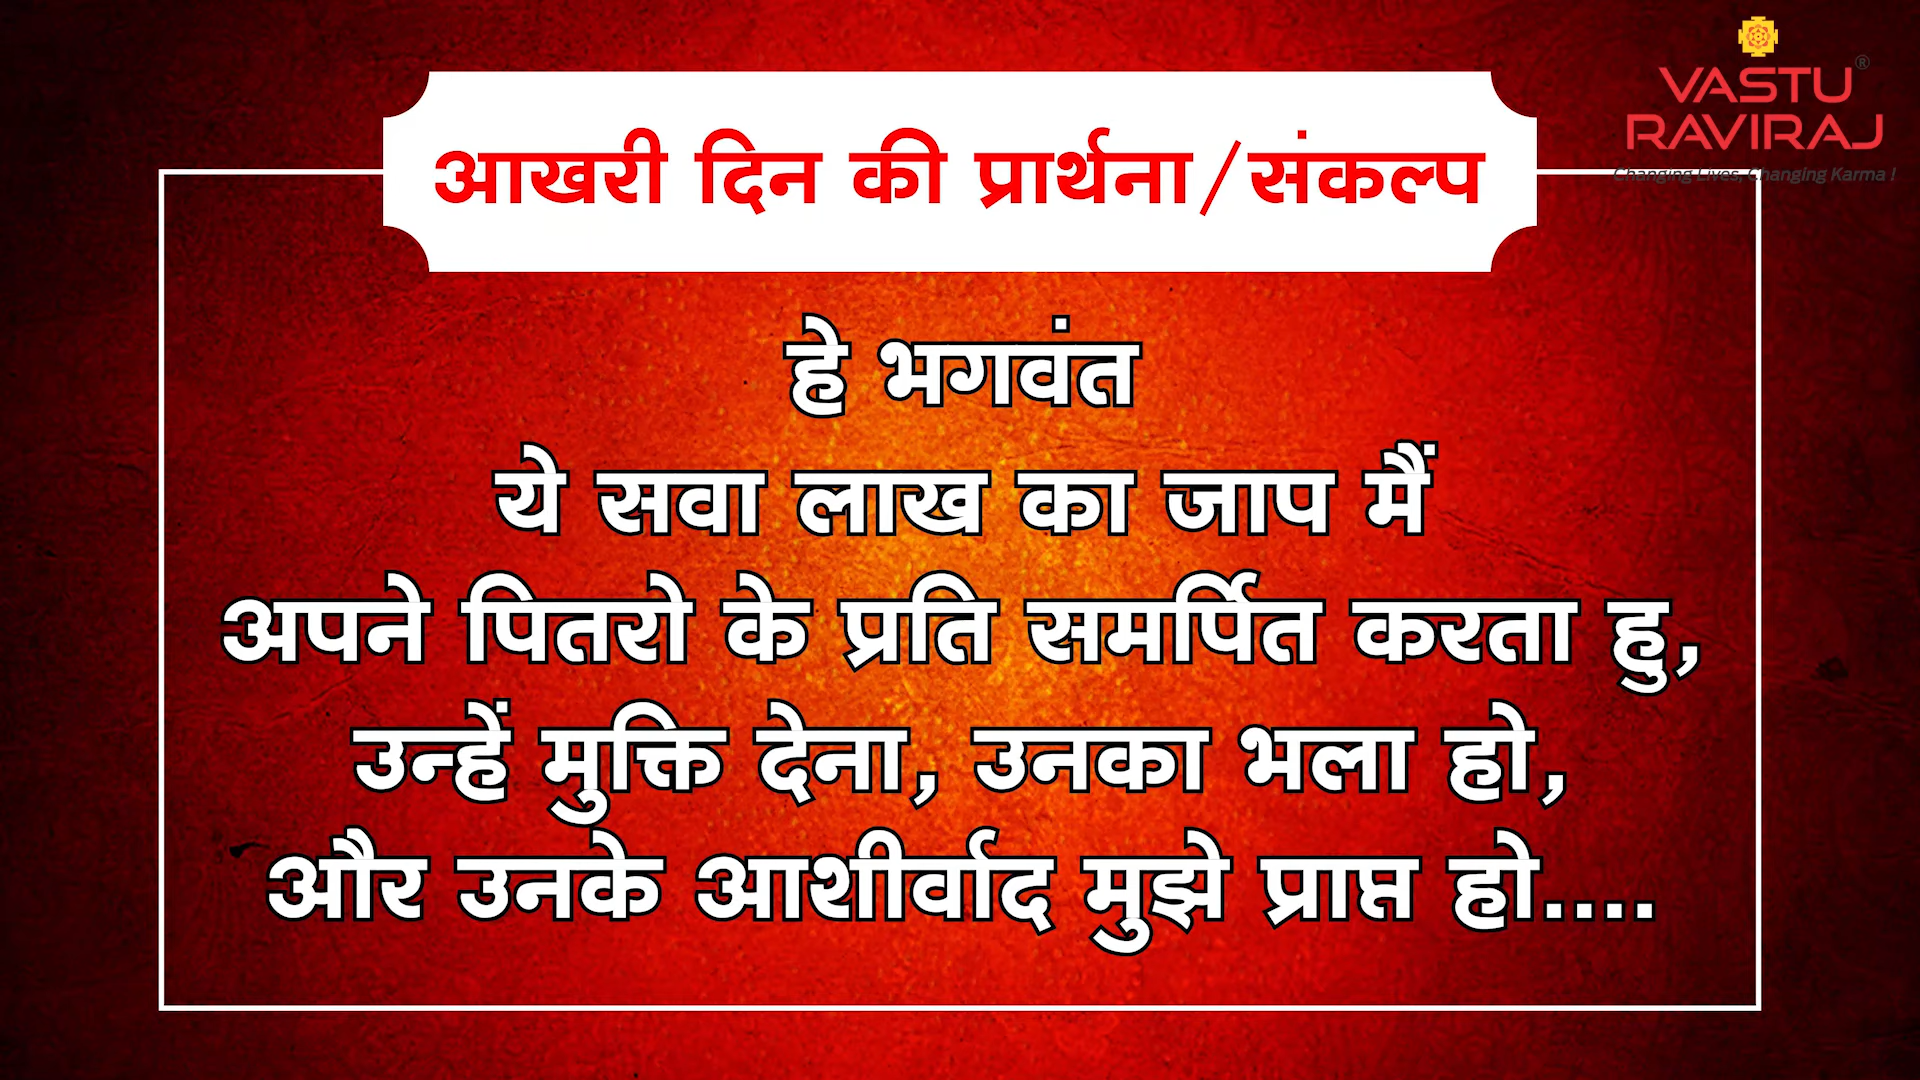 VASTU
RAVIRAJ®
Changing Lives, Changing Karma !
आखरी दिन की प्रार्थना/संकल्प
हे भगवंत
ये सवा लाख का जाप मैं
अपने पितरो के प्रति समर्पित करता हु,
उन्हें मुक्ति देना, उनका भला हो,
और उनके आशीर्वाद मुझे प्राप्त हो....